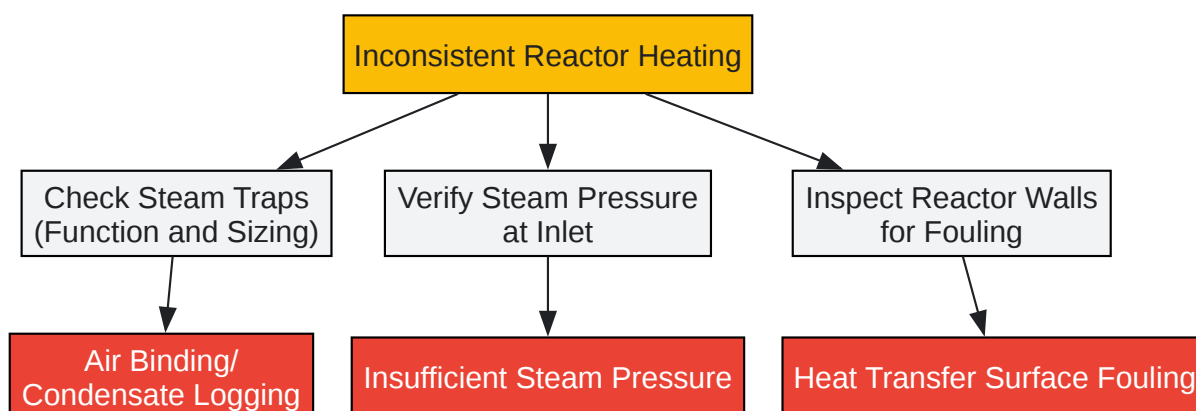 Inconsistent Reactor Heating
Check Steam Traps
(Function and Sizing)
Verify Steam Pressure
at Inlet
Inspect Reactor Walls
for Fouling
Air Binding/
Condensate Logging
Insufficient Steam Pressure
Heat Transfer Surface Fouling